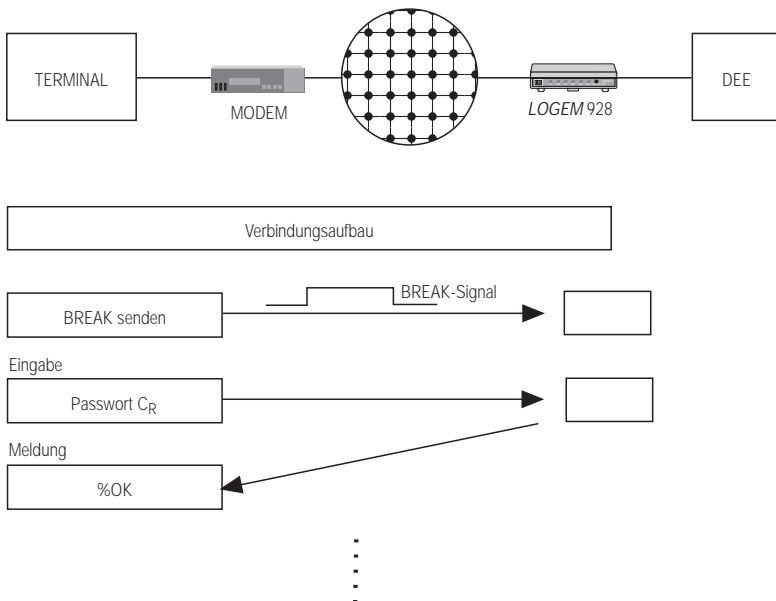 TERMINAL
DEE
MODEM
LOGEM 928
Verbindungsaufbau
BREAK-Signal
BREAK senden
Eingabe
Passwort CR
Meldung
%OK